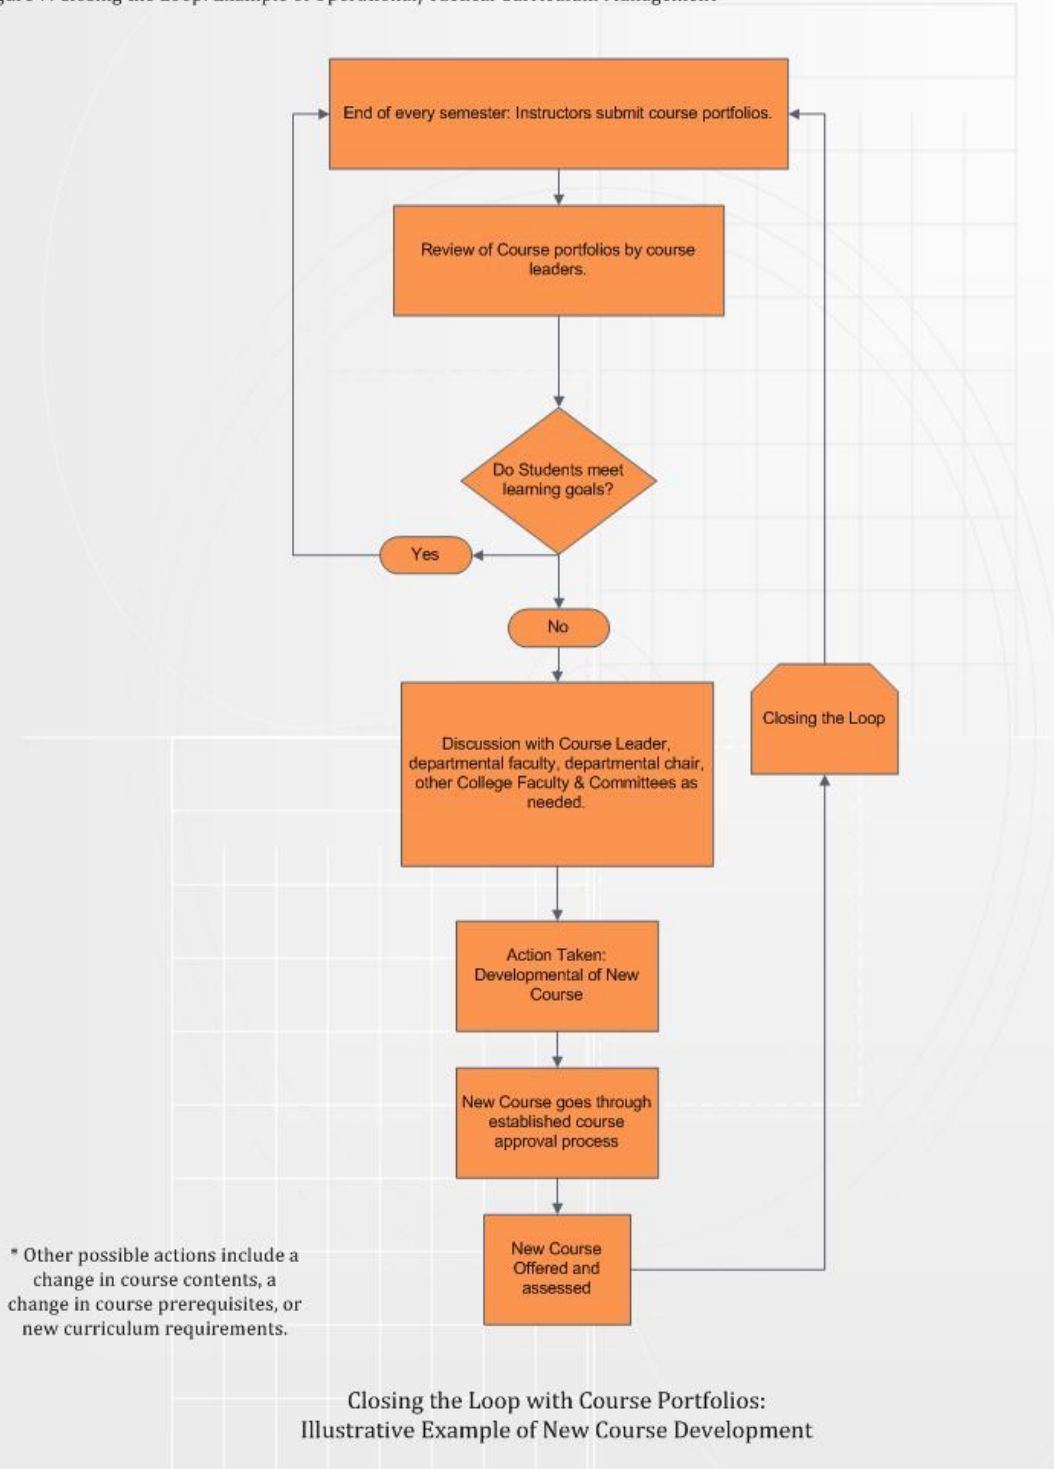 End of every semester: Instructors submit course portfolios.
Review of Course portfolios by course
leaders.
Do Students meet
learning goals?
Yes
No
Discussion with Course Leader,
departmental faculty, departmental chair,
other College Faculty & Committees as
needed.
Closing the Loop
Action Taken:
Developmental of New
Course
New Course goes through
established course
approval process
New Course
Offered and
assessed
* Other possible actions include a
change in course contents, a
change in course prerequisites, or
new curriculum requirements.
Closing the Loop with Course Portfolios:
Illustrative Example of New Course Development